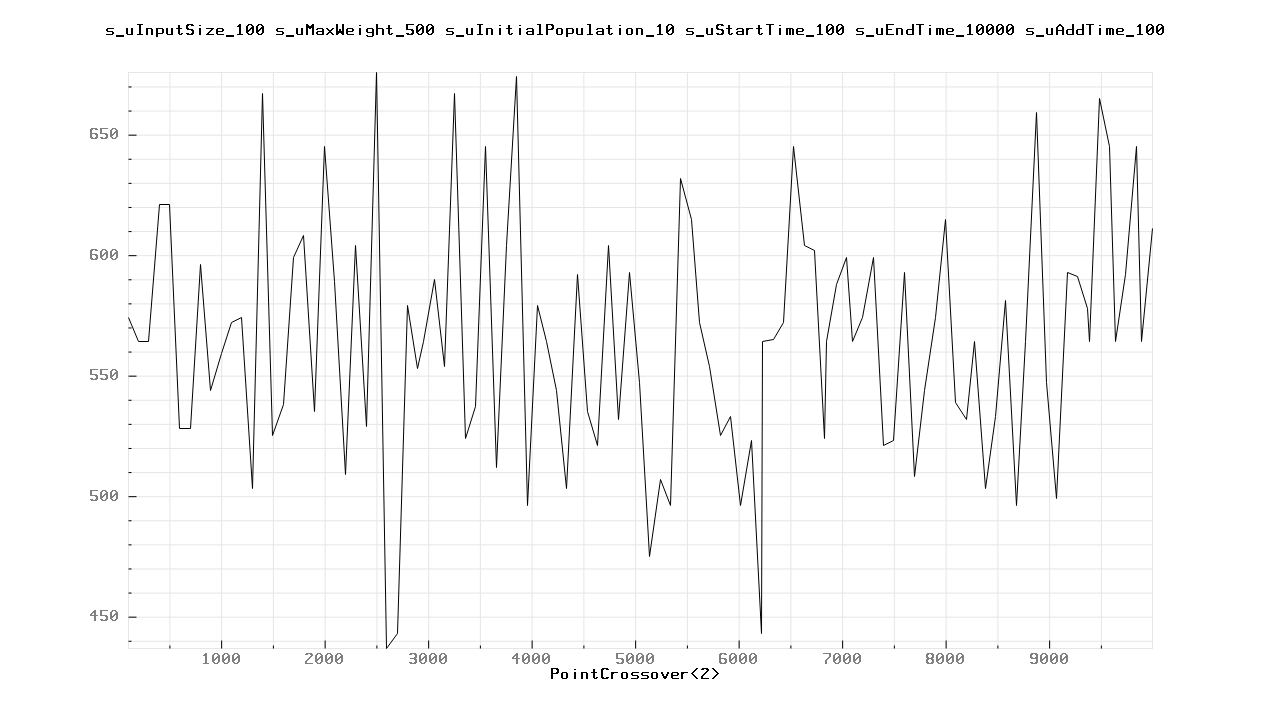 s_uInputSize_100 s_uMaxWeight_500 s_uInitialPopulation_10 s_uStartTime_100 s_uEndTime_10000 s_uAddTime_100
650
600
550
500
450
1000 2000 3000 4000 5000 6000 7000 8000 9000
PointCrossover<2>